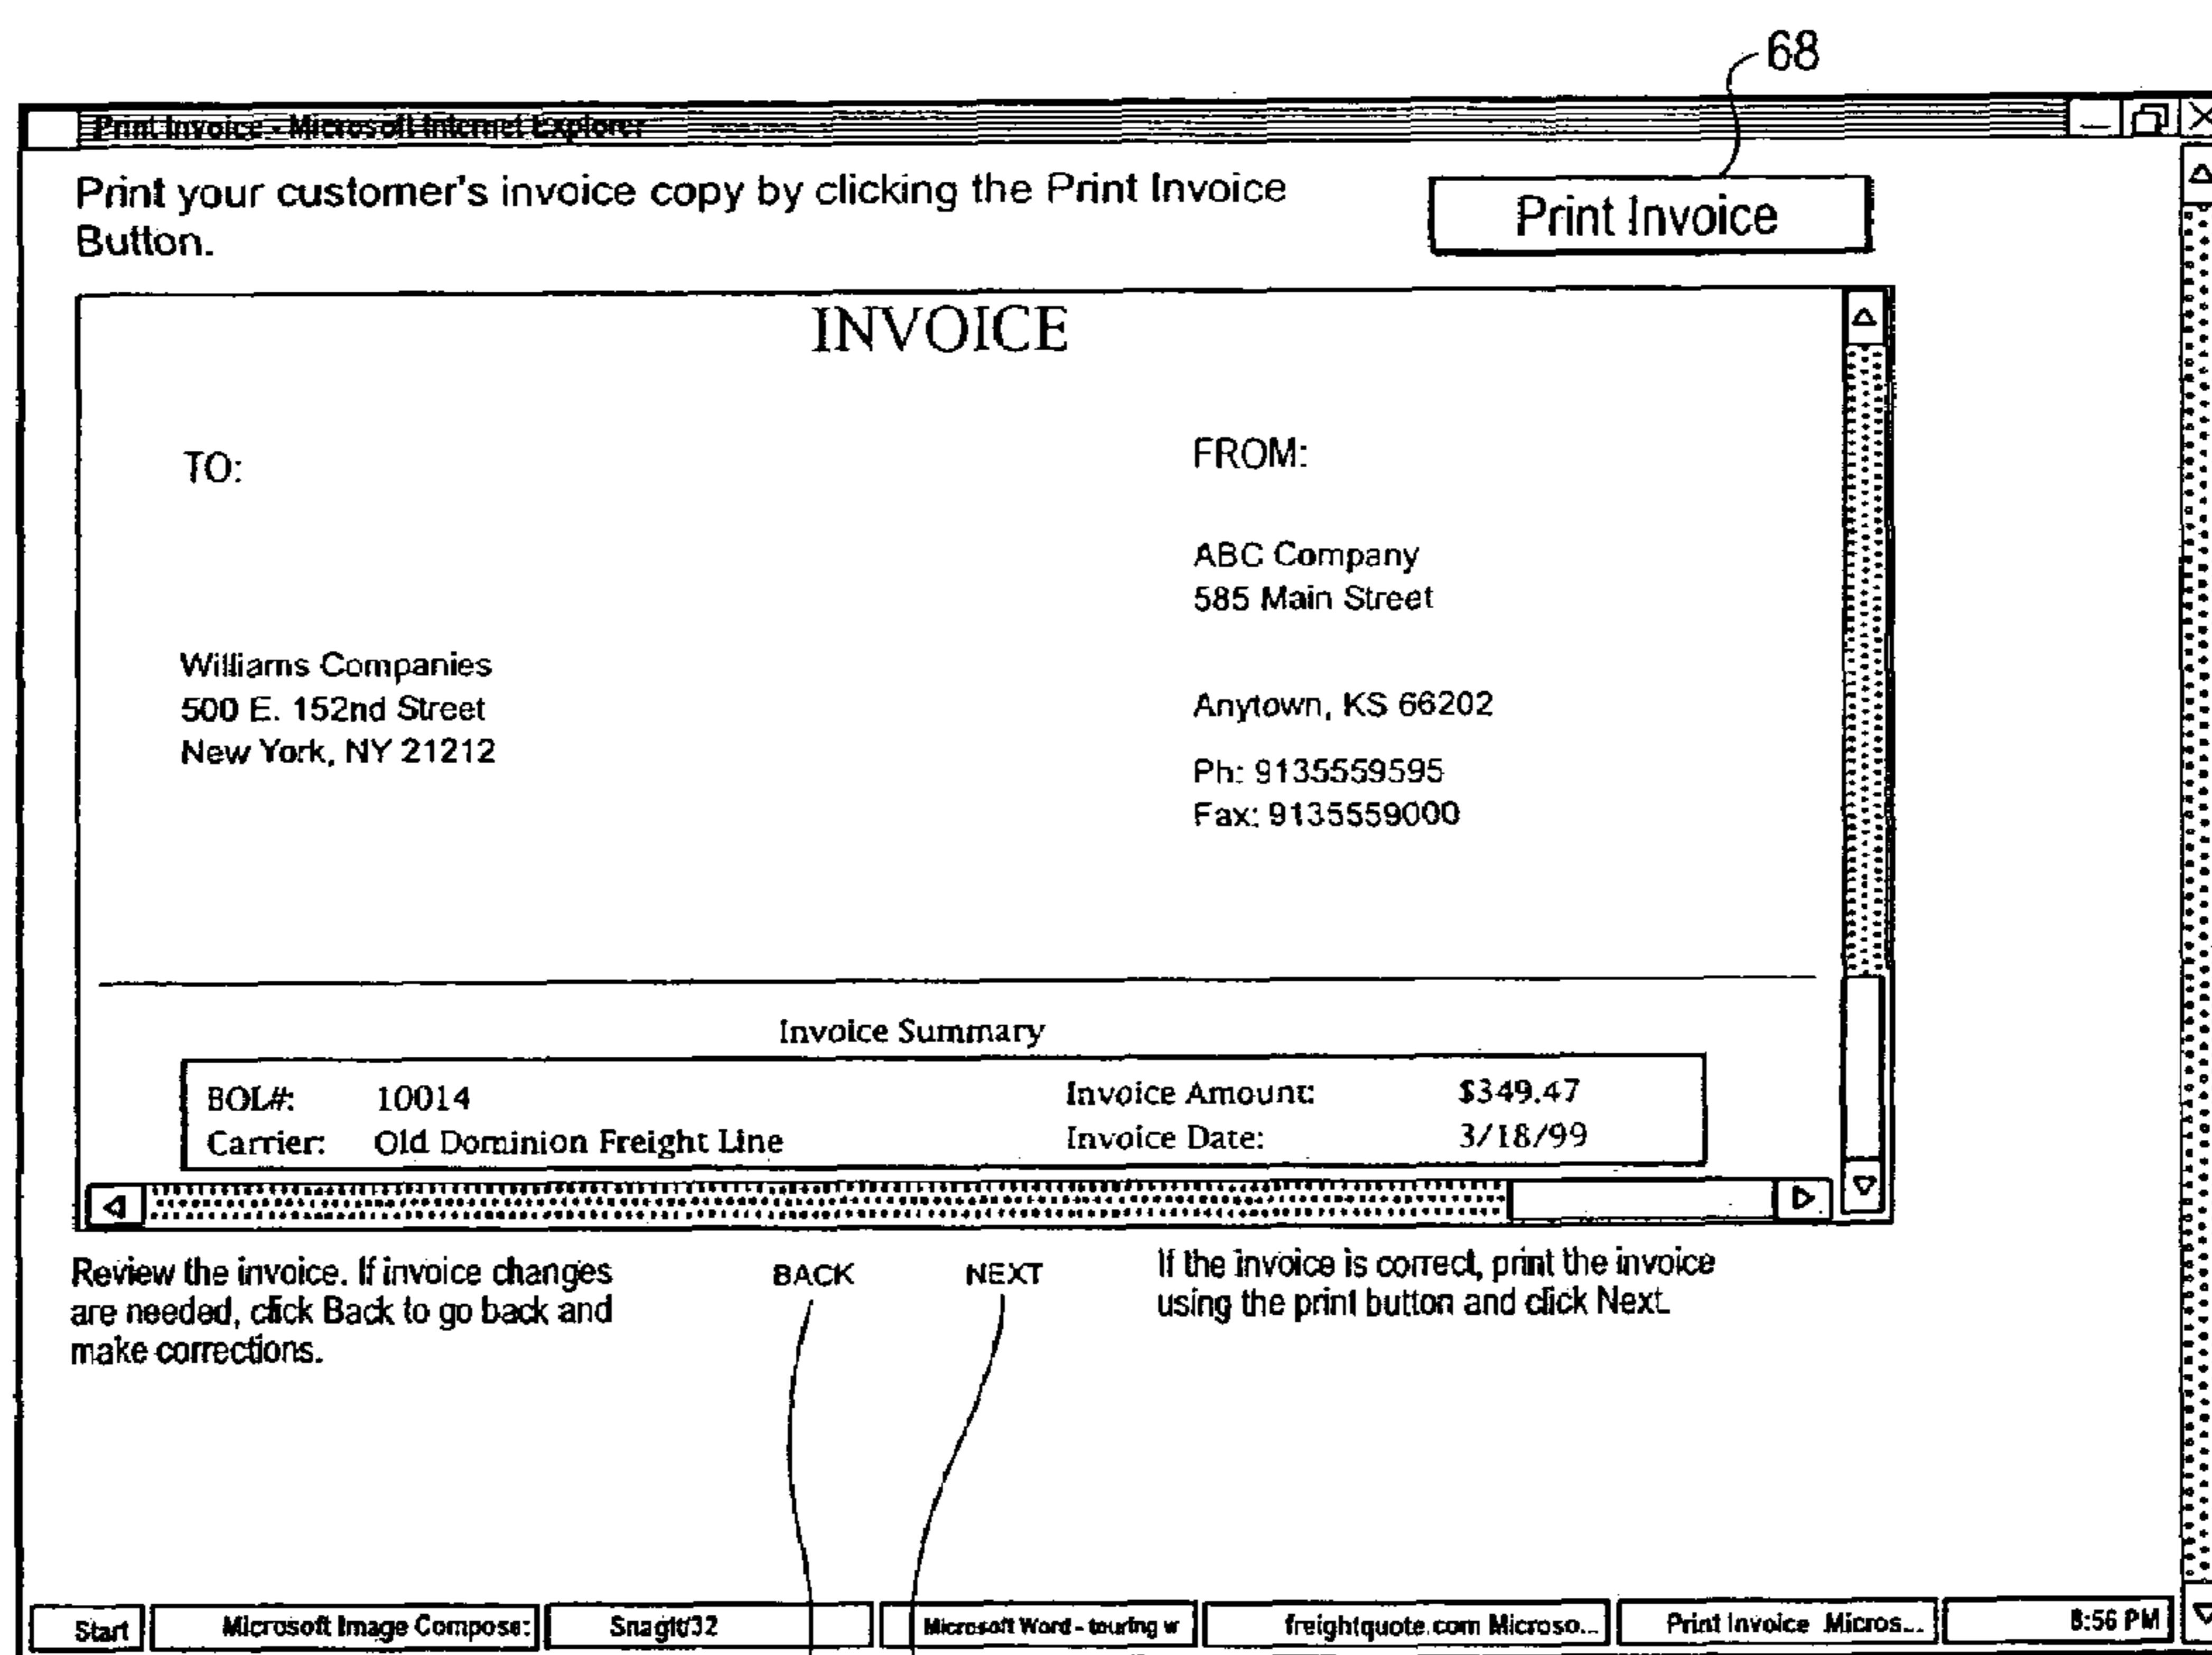 68
Print Invoice - Microsoft Internet Explorer
Print your customer's invoice copy by clicking the Print Invoice
Button.
Print Invoice
INVOICE
TO:
FROM:
ABC Company
585 Main Street
Williams Companies
500 E. 152nd Street
New York, NY 21212
Anytown, KS 66202
Ph: 9135559595
Fax: 9135559000
Invoice Summary
BOL#: 10014 Invoice Amount: $349.47
Carrier: Old Dominion Freight Line Invoice Date: 3/18/99
Review the invoice. If invoice changes
are needed, click Back to go back and
make corrections.
BACK NEXT
If the invoice is correct, print the invoice
using the print button and click Next.
Start Microsoft Image Compose: SnagIt/32 Microsoft Word - touring w freightquote.com Microso... Print Invoice Micros... 8:56 PM